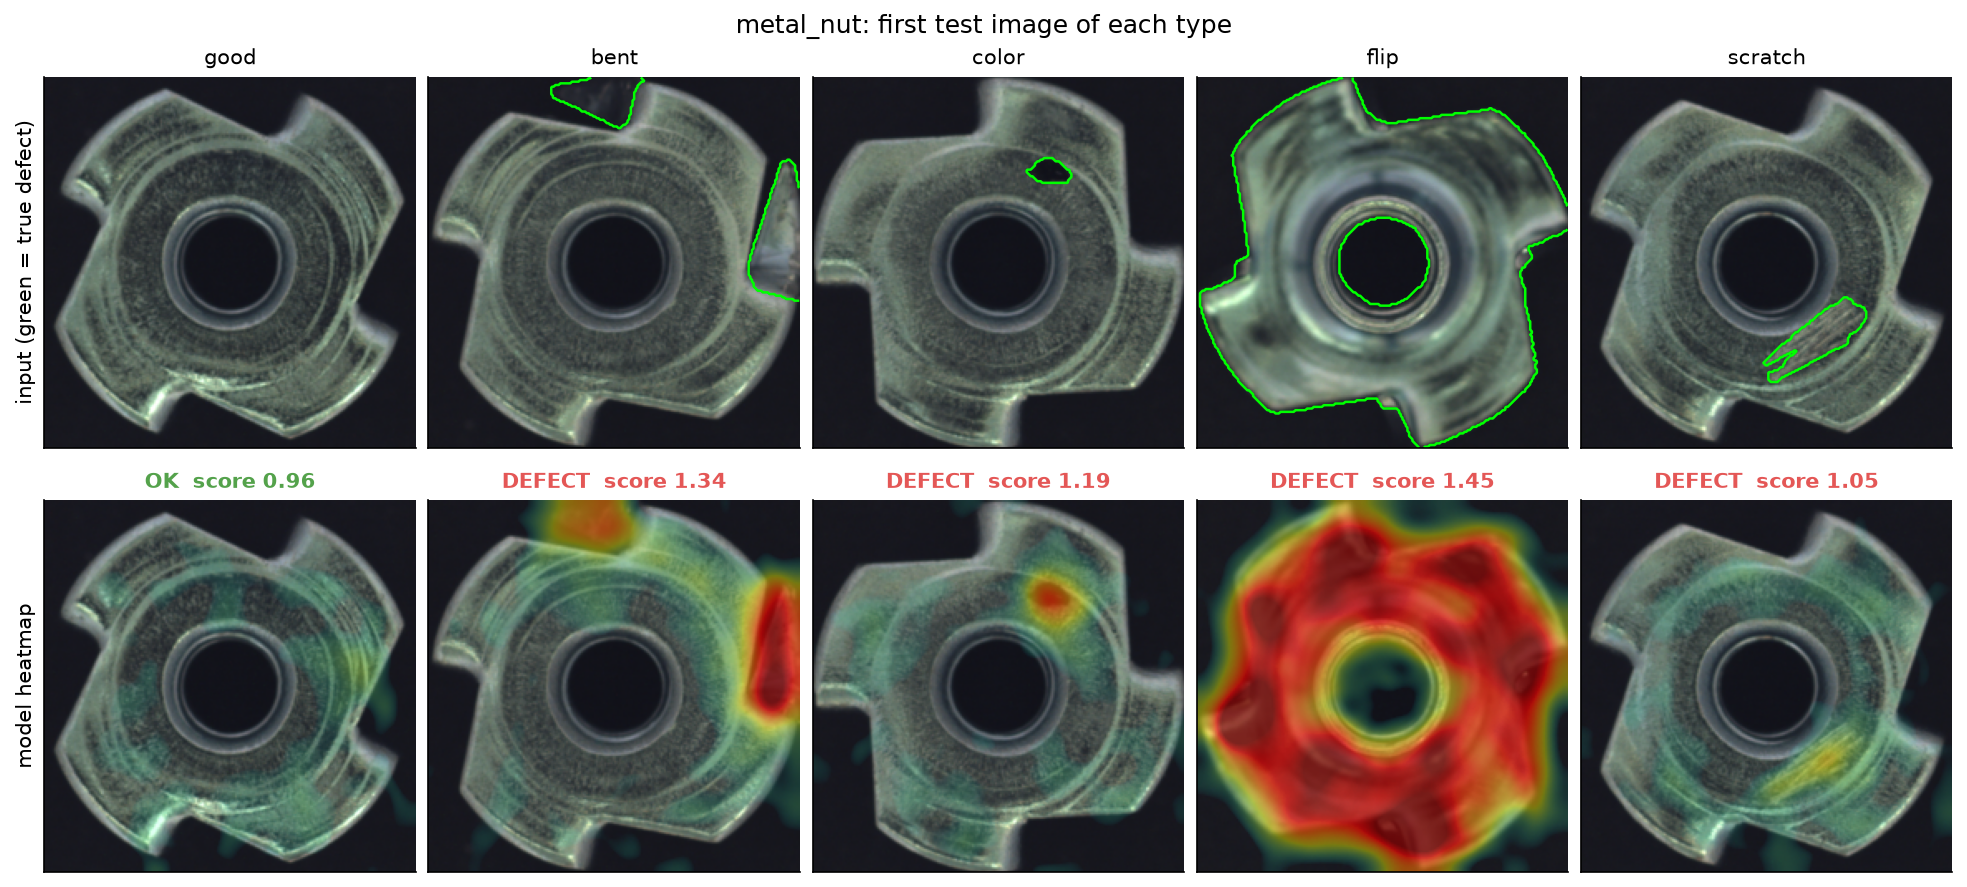 metal_nut: first test image of each type
good
bent
color
flip
scratch
input (green = true defect)
OK score 0.96
DEFECT score 1.34
DEFECT score 1.19
DEFECT score 1.45
DEFECT score 1.05
model heatmap